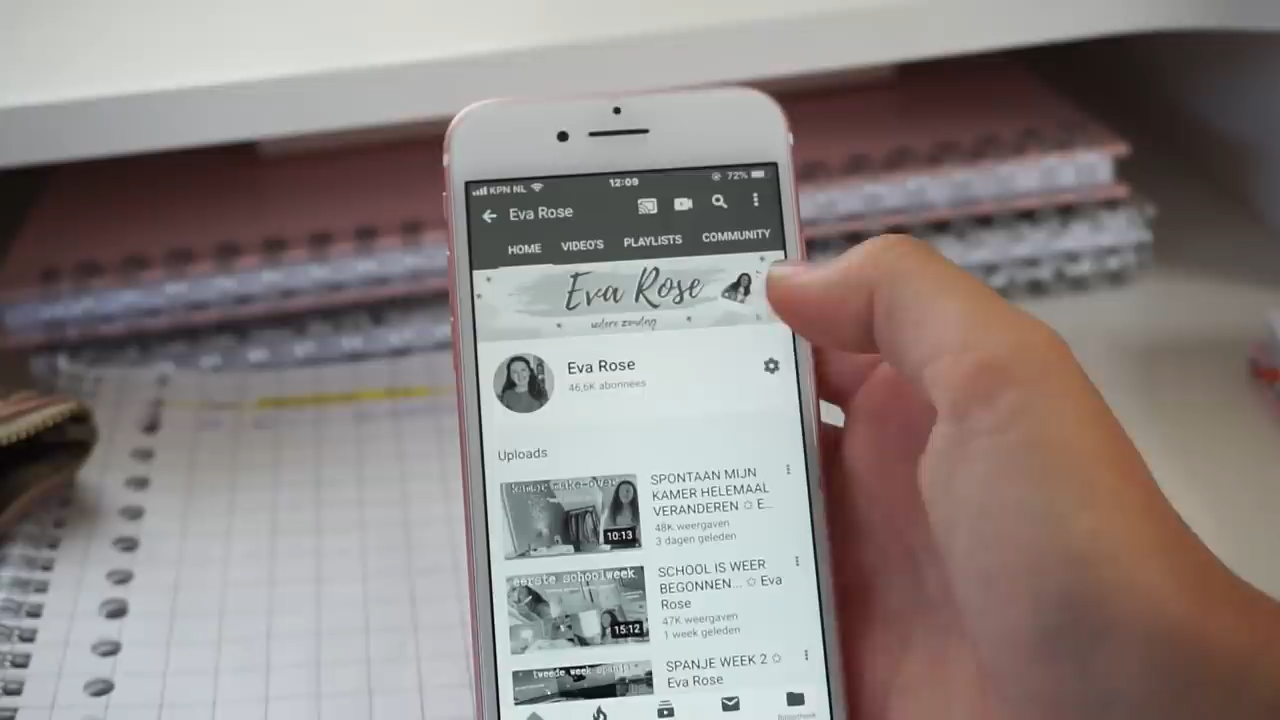 KPN NL 12:09 72%
Eva Rose
HOME VIDEO'S PLAYLISTS COMMUNITY
Eva Rose
iedere zondag
Eva Rose
46,6K abonnees
Uploads
kamer make-over
10:13
SPONTAAN MIJN
KAMER HELEMAAL
VERANDEREN ✩ E...
48K weergaven
3 dagen geleden
eerste schoolweek
15:12
SCHOOL IS WEER
BEGONNEN... ✩ Eva
Rose
47K weergaven
1 week geleden
tweede week spanje
SPANJE WEEK 2 ✩
Eva Rose
Bibliotheek